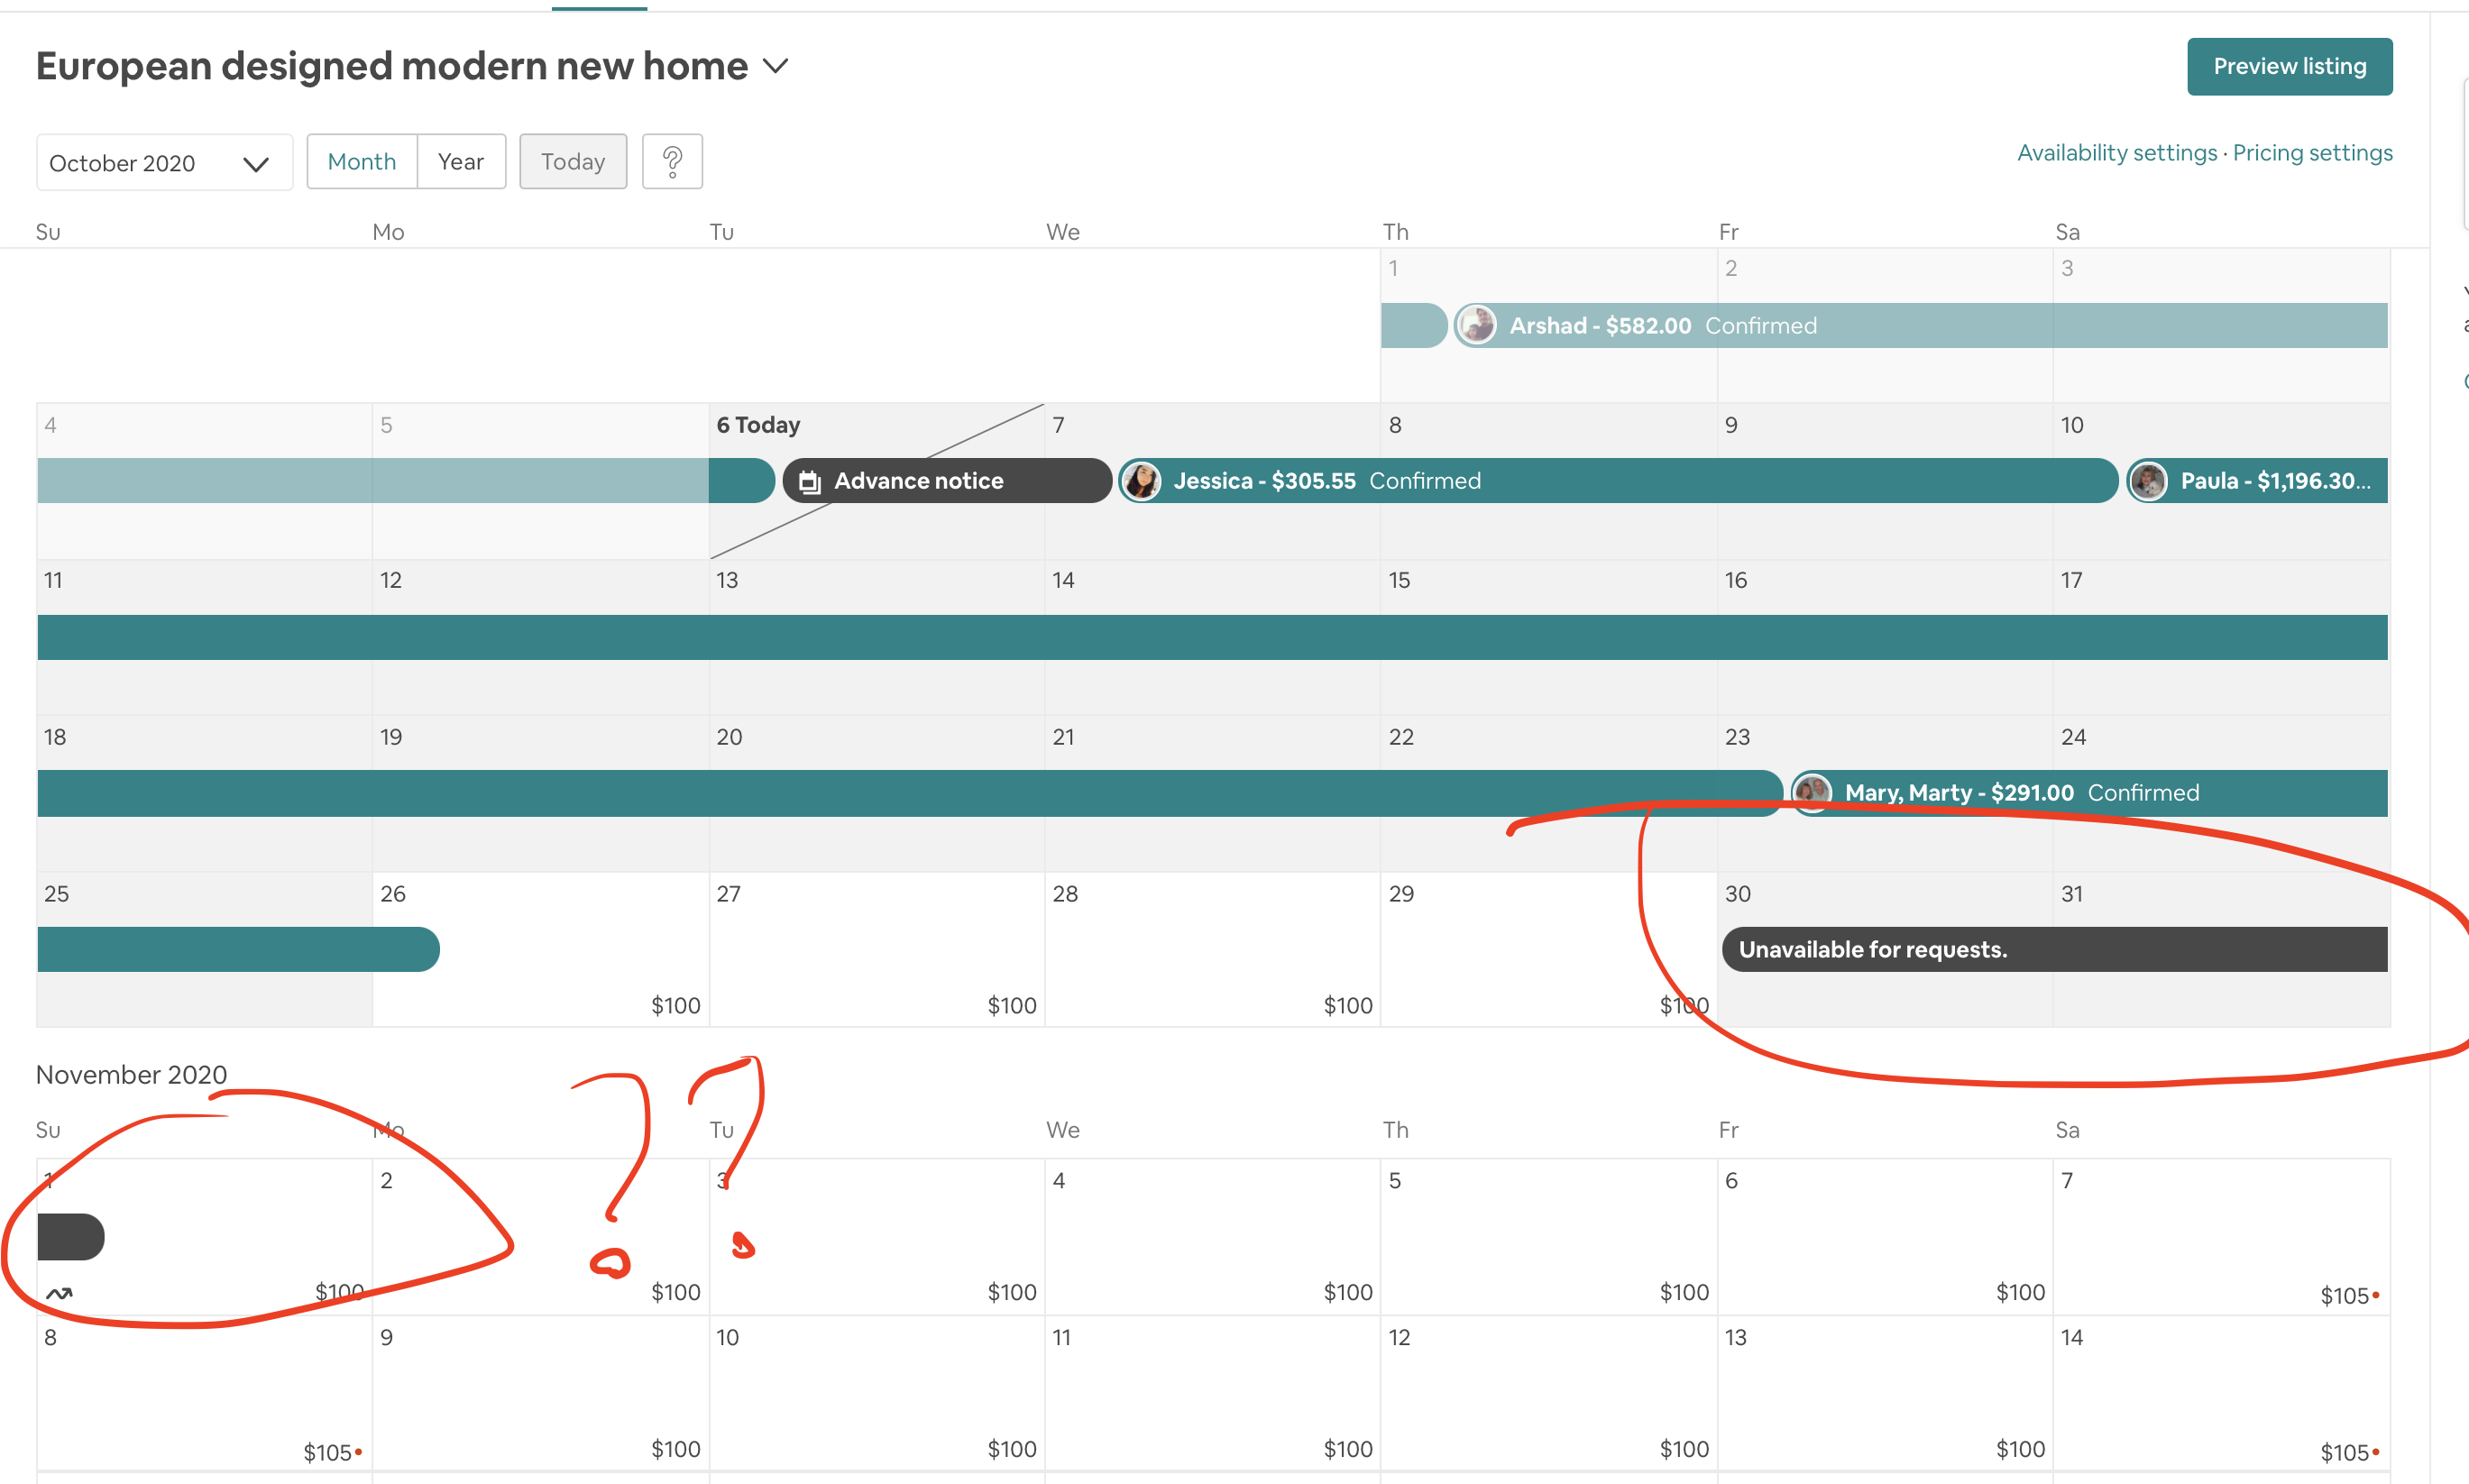 European designed modern new home
Preview listing
October 2020 Month Year Today ?
Availability settings · Pricing settings
Su Mo Tu We Th Fr Sa
1 2 3
Arshad - $582.00 Confirmed
4 5 6 Today 7 8 9 10
Advance notice Jessica - $305.55 Confirmed Paula - $1,196.30...
11 12 13 14 15 16 17
18 19 20 21 22 23 24
Mary, Marty - $291.00 Confirmed
25 26 27 28 29 30 31
Unavailable for requests.
$100 $100 $100 $100
November 2020
??
Su Mo Tu We Th Fr Sa
1 2 3 4 5 6 7
$100 $100 $100 $100 $100 $100 $105
8 9 10 11 12 13 14
$105 $100 $100 $100 $100 $100 $105